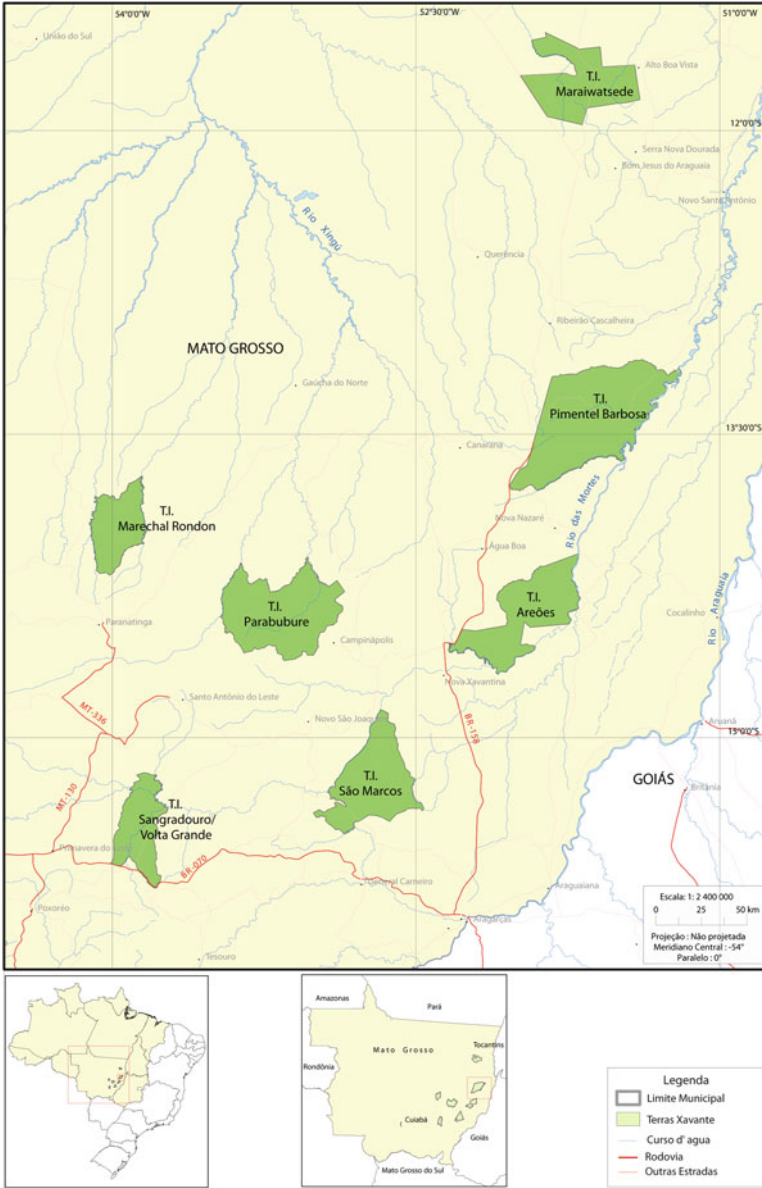 54°0'0"W
52°30'0"W
51°0'0"W
União do Sul
T.I.
Maraiwatsede
Alto Boa Vista
12°0'0"S
Serra Nova Dourada
Bom Jesus do Araguaia
Novo Santo Antônio
Rio Xingú
Querência
Ribeirão Cascalheira
MATO GROSSO
Gaúcha do Norte
T.I.
Pimentel Barbosa
13°30'0"S
Canarana
T.I.
Marechal Rondon
Nova Nazaré
Rio das Mortes
Água Boa
T.I.
Parabubure
T.I.
Areões
Cocalinho
Rio Araguaia
Paranatinga
Campinápolis
Nova Xavantina
Santo Antônio do Leste
MT-336
Novo São Joaq
BR-158
Aruanã
15°0'0"S
T.I.
São Marcos
GOIÁS
Britânia
MT-130
T.I.
Sangradouro/
Volta Grande
Primavera do Leste
BR-070
General Carneiro
Araguaiana
Poxoréo
Aragarças
Tesouro
Escala: 1: 2 400 000
0 25 50 km
Projeção : Não projetada
Meridiano Central : -54°
Paralelo : 0°
Amazonas
Pará
Mato Grosso
Tocantins
Rondônia
Cuiabá
Goiás
Mato Grosso do Sul
Legenda
Limite Municipal
Terras Xavante
Curso d' agua
Rodovia
Outras Estradas